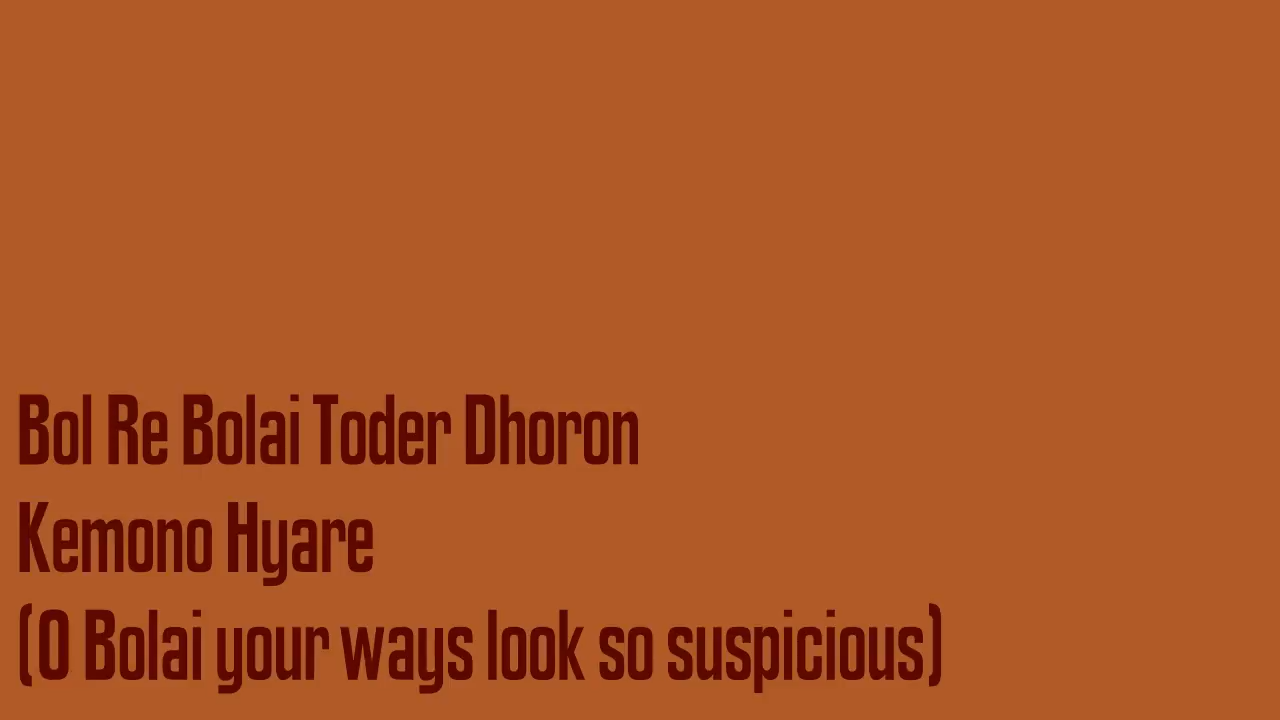 Bol Re Bolai Toder Dhoron
Kemono Hyare
(O Bolai your ways look so suspicious)